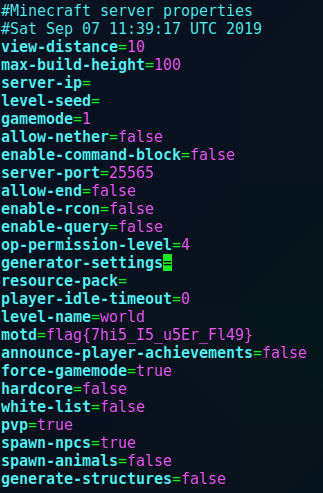 #Minecraft server properties
#Sat Sep 07 11:39:17 UTC 2019
view-distance=10
max-build-height=100
server-ip=
level-seed=
gamemode=1
allow-nether=false
enable-command-block=false
server-port=25565
allow-end=false
enable-rcon=false
enable-query=false
op-permission-level=4
generator-settings=
resource-pack=
player-idle-timeout=0
level-name=world
motd=flag{7hi5_I5_u5Er_Fl49}
announce-player-achievements=false
force-gamemode=true
hardcore=false
white-list=false
pvp=true
spawn-npcs=true
spawn-animals=false
generate-structures=false